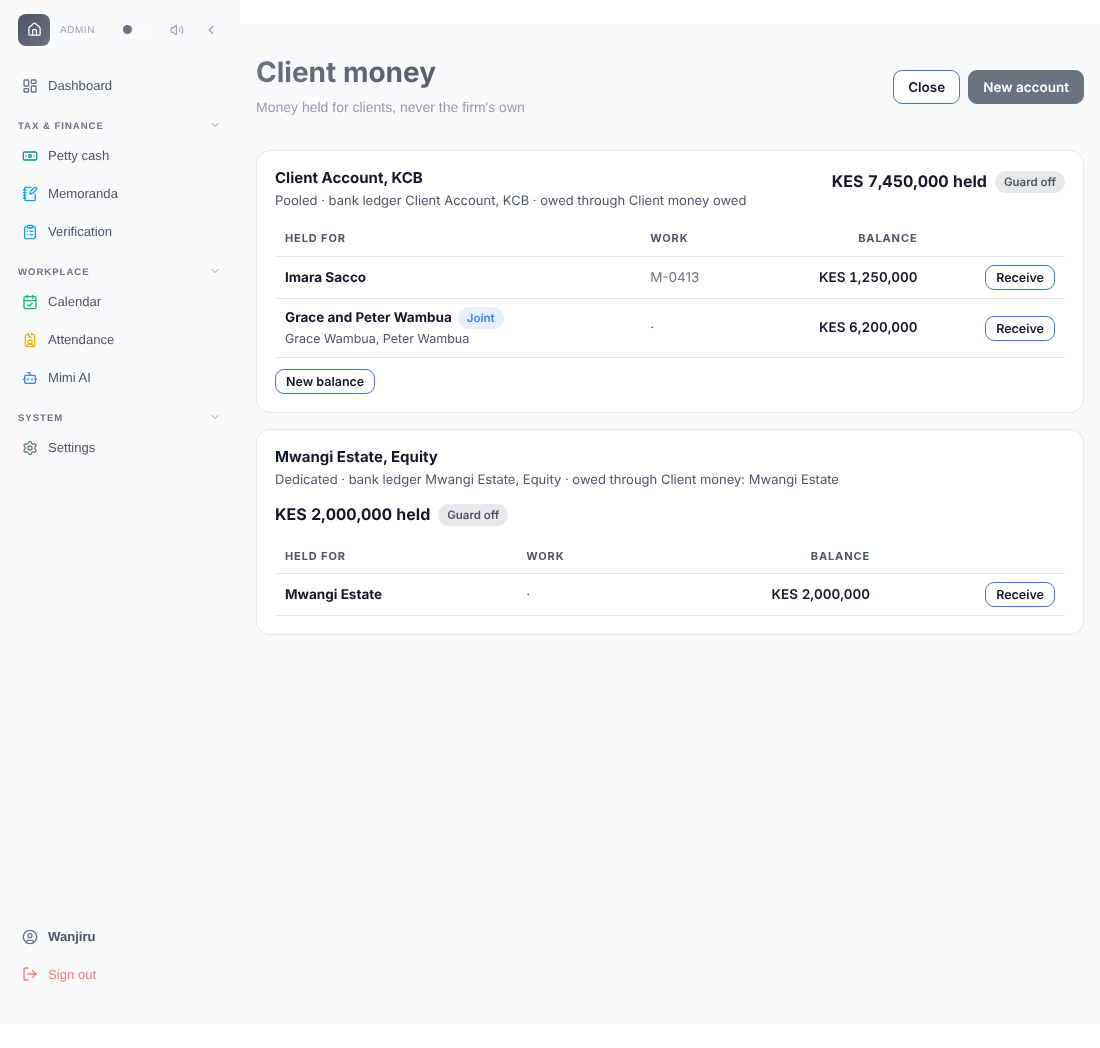 ADMIN
Dashboard
TAX & FINANCE
Petty cash
Memoranda
Verification
WORKPLACE
Calendar
Attendance
Mimi AI
SYSTEM
Settings
Wanjiru
Sign out
Client money
Money held for clients, never the firm's own
Close
New account
Client Account, KCB
Pooled · bank ledger Client Account, KCB · owed through Client money owed
KES 7,450,000 held Guard off
HELD FOR WORK BALANCE
Imara Sacco M-0413 KES 1,250,000 Receive
Grace and Peter Wambua Joint · KES 6,200,000 Receive
Grace Wambua, Peter Wambua
New balance
Mwangi Estate, Equity
Dedicated · bank ledger Mwangi Estate, Equity · owed through Client money: Mwangi Estate
KES 2,000,000 held Guard off
HELD FOR WORK BALANCE
Mwangi Estate · KES 2,000,000 Receive